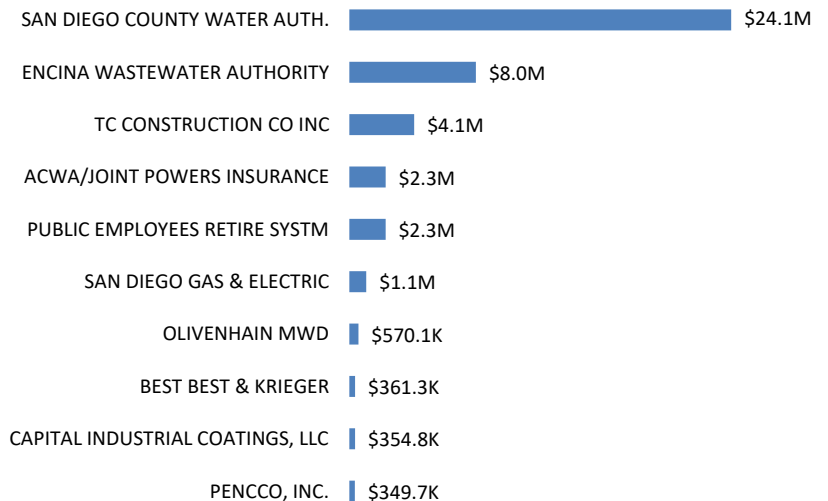 SAN DIEGO COUNTY WATER AUTH. $24.1M
ENCINA WASTEWATER AUTHORITY $8.0M
TC CONSTRUCTION CO INC $4.1M
ACWA/JOINT POWERS INSURANCE $2.3M
PUBLIC EMPLOYEES RETIRE SYSTM $2.3M
SAN DIEGO GAS & ELECTRIC $1.1M
OLIVENHAIN MWD $570.1K
BEST BEST & KRIEGER $361.3K
CAPITAL INDUSTRIAL COATINGS, LLC $354.8K
PENCCO, INC. $349.7K